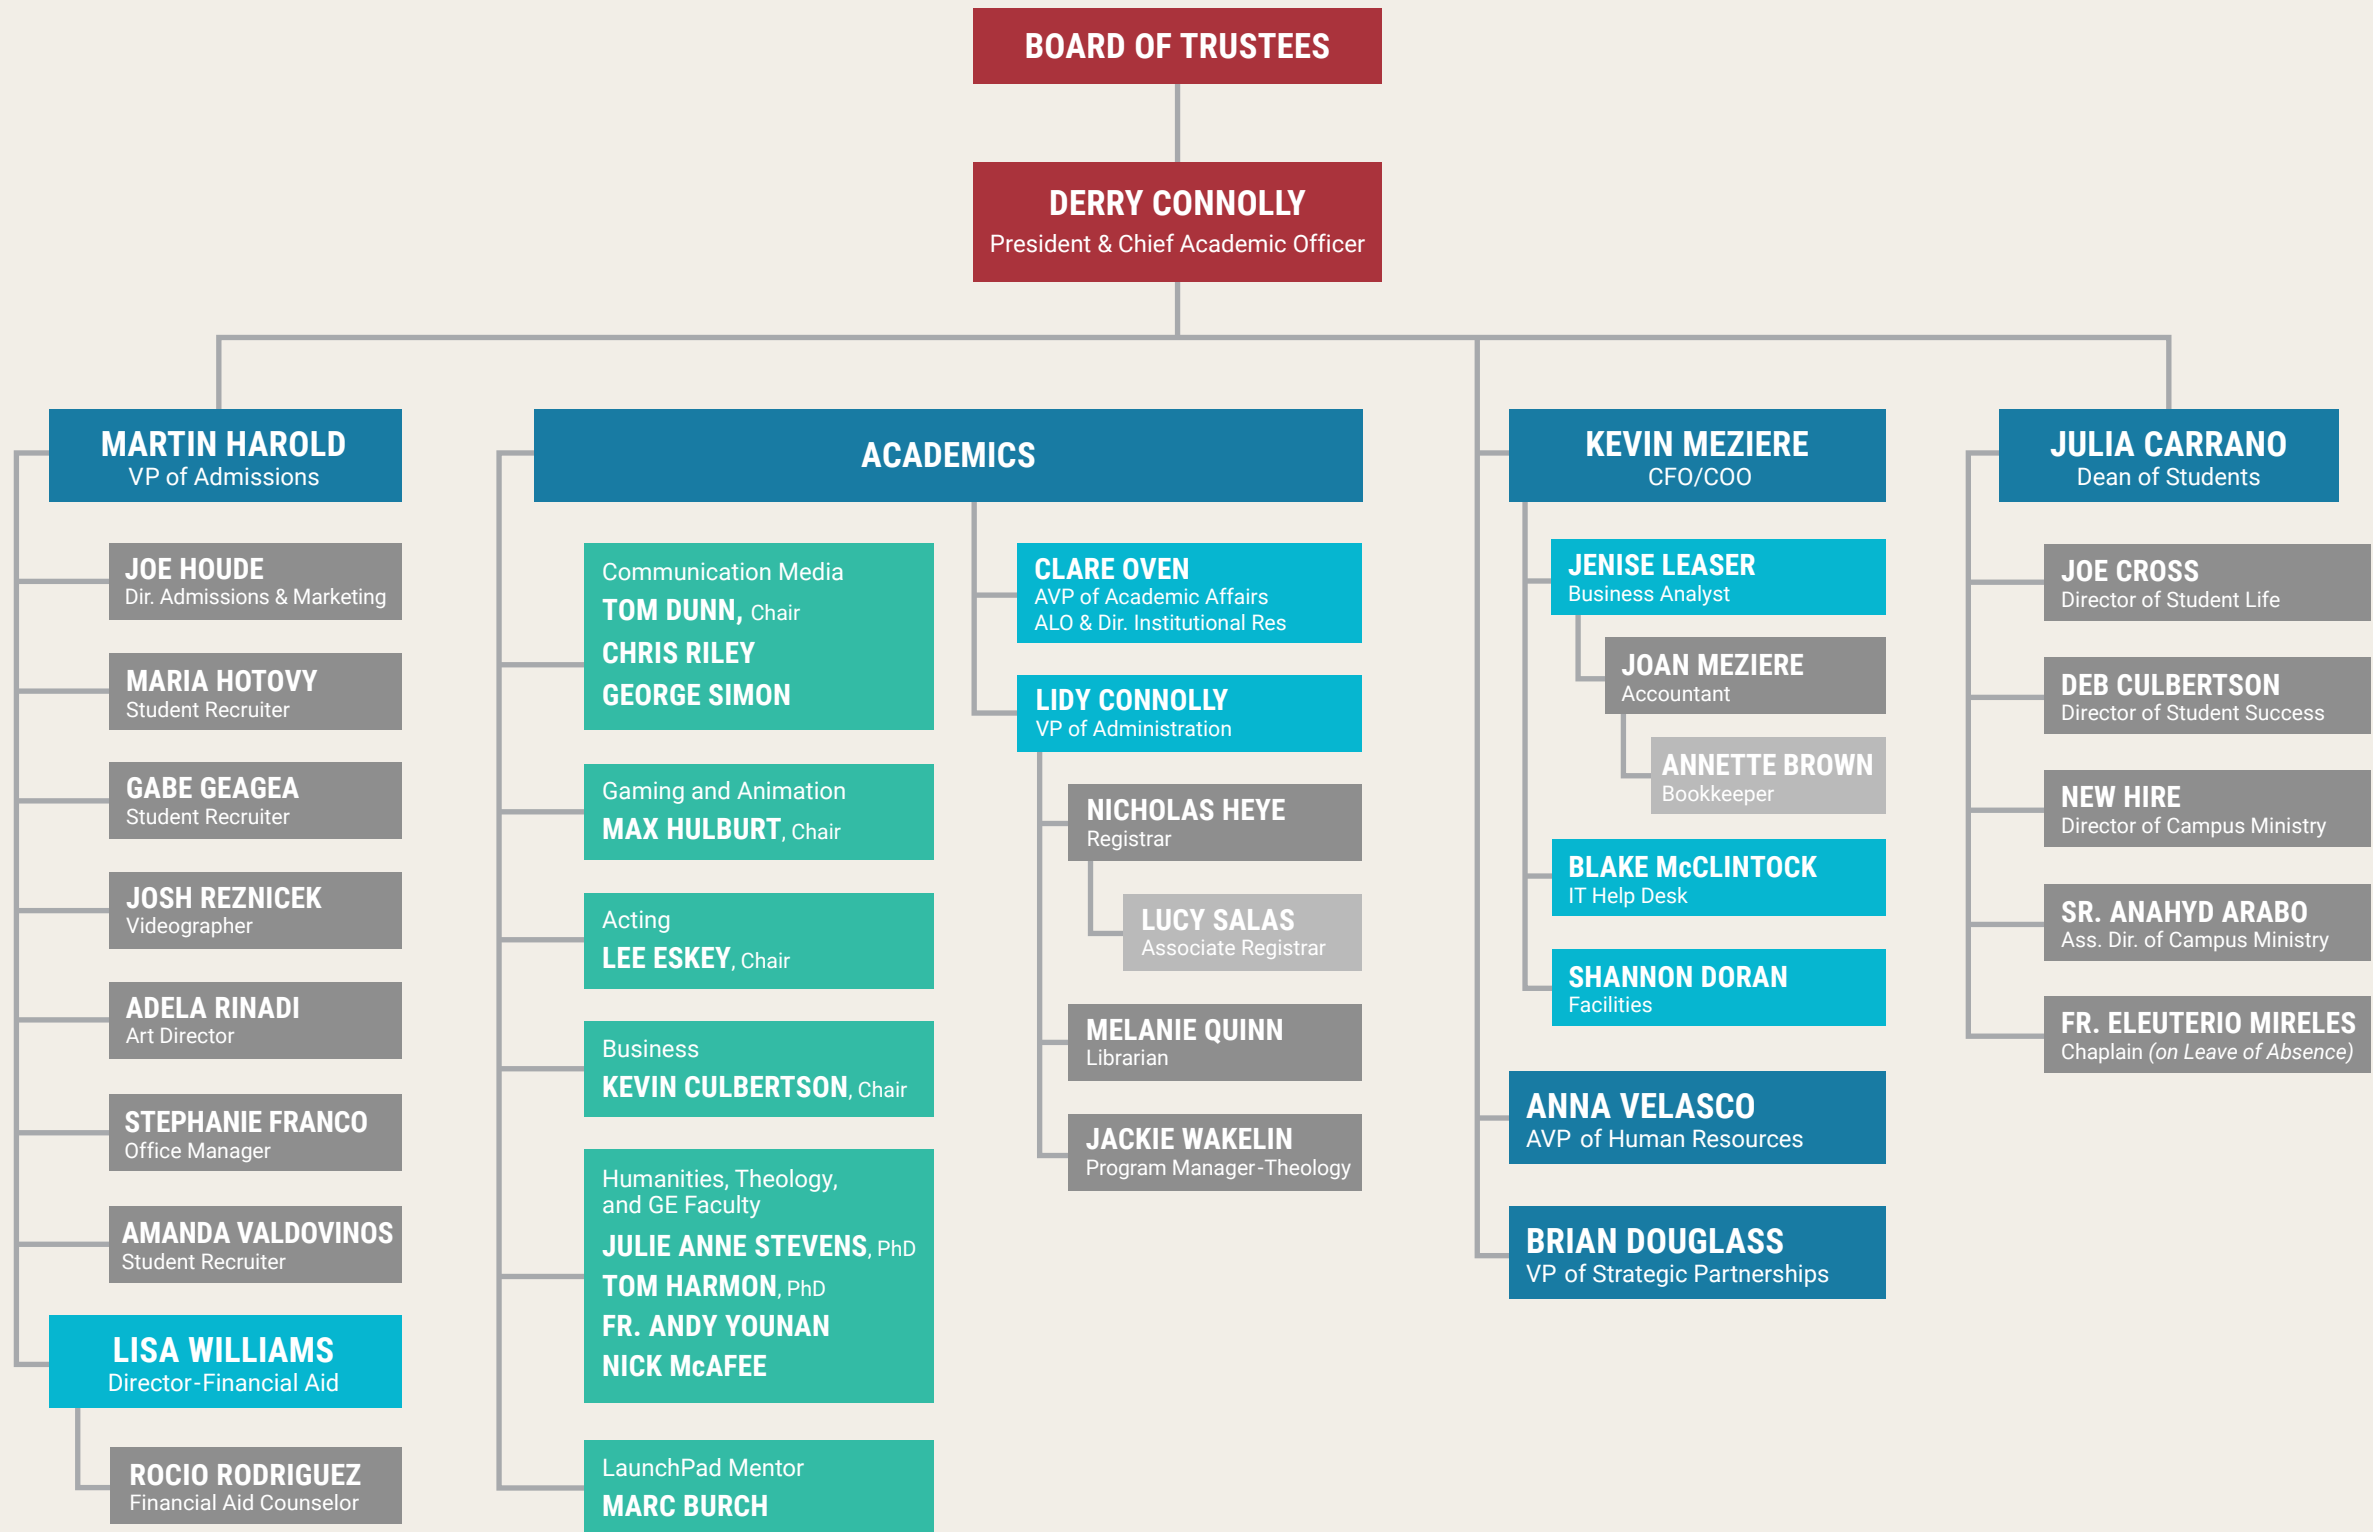 BOARD OF TRUSTEES
DERRY CONNOLLY
President & Chief Academic Officer
MARTIN HAROLD
VP of Admissions
JOE HOUDE
Dir. Admissions & Marketing
MARIA HOTOVY
Student Recruiter
GABE GEAGEA
Student Recruiter
JOSH REZNICEK
Videographer
ADELA RINADI
Art Director
STEPHANIE FRANCO
Office Manager
AMANDA VALDOVINOS
Student Recruiter
LISA WILLIAMS
Director-Financial Aid
ROCIO RODRIGUEZ
Financial Aid Counselor
ACADEMICS
Communication Media
TOM DUNN, Chair
CHRIS RILEY
GEORGE SIMON
Gaming and Animation
MAX HULBURT, Chair
Acting
LEE ESKEY, Chair
Business
KEVIN CULBERTSON, Chair
Humanities, Theology,
and GE Faculty
JULIE ANNE STEVENS, PhD
TOM HARMON, PhD
FR. ANDY YOUNAN
NICK McAFEE
LaunchPad Mentor
MARC BURCH
CLARE OVEN
AVP of Academic Affairs
ALO & Dir. Institutional Res
LIDY CONNOLLY
VP of Administration
NICHOLAS HEYE
Registrar
LUCY SALAS
Associate Registrar
MELANIE QUINN
Librarian
JACKIE WAKELIN
Program Manager-Theology
KEVIN MEZIERE
CFO/COO
JENISE LEASER
Business Analyst
JOAN MEZIERE
Accountant
ANNETTE BROWN
Bookkeeper
BLAKE McCLINTOCK
IT Help Desk
SHANNON DORAN
Facilities
ANNA VELASCO
AVP of Human Resources
BRIAN DOUGLASS
VP of Strategic Partnerships
JULIA CARRANO
Dean of Students
JOE CROSS
Director of Student Life
DEB CULBERTSON
Director of Student Success
NEW HIRE
Director of Campus Ministry
SR. ANAHYD ARABO
Ass. Dir. of Campus Ministry
FR. ELEUTERIO MIRELES
Chaplain (on Leave of Absence)